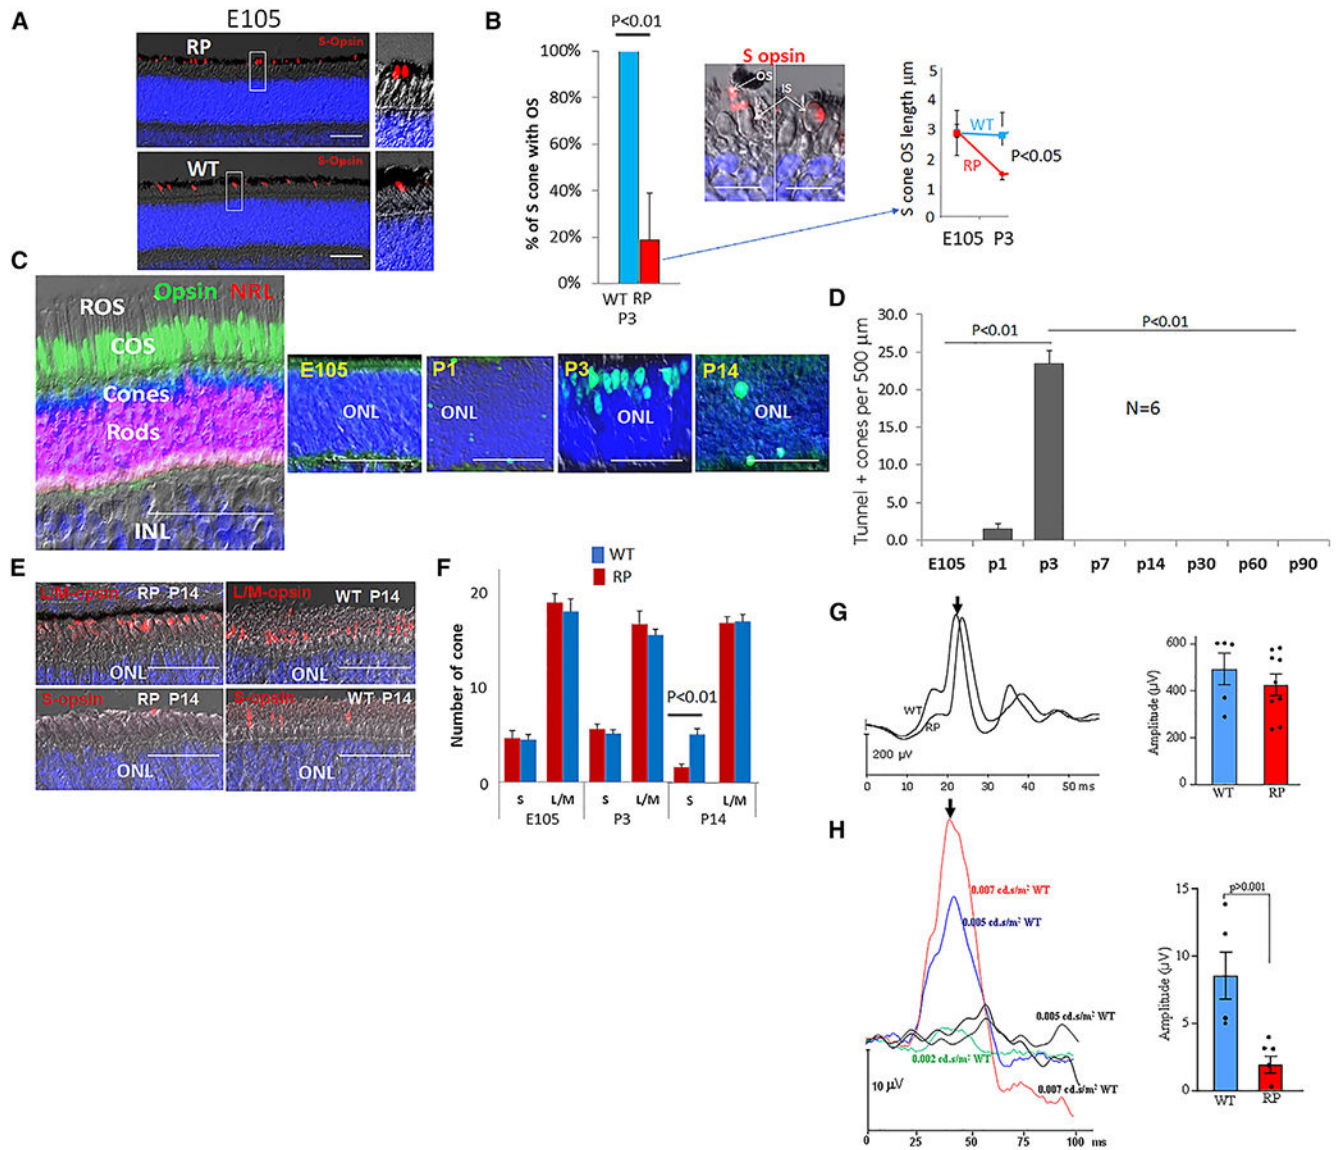 A
E105
RP
S-Opsin
WT
S-Opsin
B
P<0.01
100%
80%
60%
40%
20%
0%
% of S cone with OS
WT RP
P3
S opsin
OS
IS
S cone OS length µm
5
4
3
2
1
0
WT
RP
P<0.05
E105 P3
C
Opsin NRL
ROS
COS
Cones
Rods
INL
E105
ONL
P1
ONL
P3
ONL
P14
ONL
D
Tunnel + cones per 500 µm
30.0
25.0
20.0
15.0
10.0
5.0
0.0
P<0.01
P<0.01
N=6
E105 p1 p3 p7 p14 p30 p60 p90
E
L/M-opsin RP P14
ONL
L/M-opsin WT P14
S-opsin RP P14
ONL
S-opsin WT P14
ONL
F
WT
RP
Number of cone
20
10
0
P<0.01
S L/M S L/M S L/M
E105 P3 P14
G
WT
RP
200 µV
0 10 20 30 40 50 ms
Amplitude (µV)
600
400
200
0
WT RP
H
0.007 cd.s/m² WT
0.005 cd.s/m² WT
0.005 cd.s/m² WT
0.002 cd.s/m² WT
0.007 cd.s/m² WT
10 µV
0 25 50 75 100 ms
Amplitude (µV)
15
10
5
0
p>0.001
WT RP